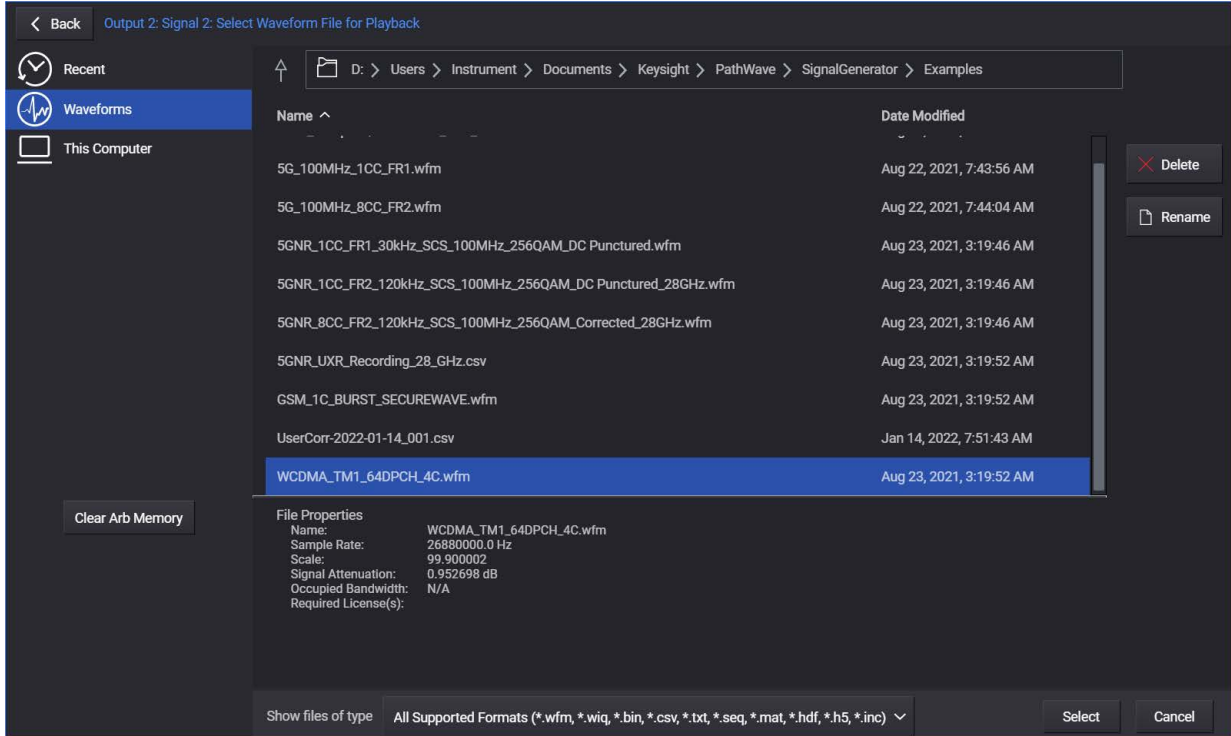 Back Output 2: Signal 2: Select Waveform File for Playback
Recent
Waveforms
This Computer
Clear Arb Memory
D: > Users > Instrument > Documents > Keysight > PathWave > SignalGenerator > Examples
Name Date Modified
5G_100MHz_1CC_FR1.wfm Aug 22, 2021, 7:43:56 AM
5G_100MHz_8CC_FR2.wfm Aug 22, 2021, 7:44:04 AM
5GNR_1CC_FR1_30kHz_SCS_100MHz_256QAM_DC Punctured.wfm Aug 23, 2021, 3:19:46 AM
5GNR_1CC_FR2_120kHz_SCS_100MHz_256QAM_DC Punctured_28GHz.wfm Aug 23, 2021, 3:19:46 AM
5GNR_8CC_FR2_120kHz_SCS_100MHz_256QAM_Corrected_28GHz.wfm Aug 23, 2021, 3:19:46 AM
5GNR_UXR_Recording_28_GHz.csv Aug 23, 2021, 3:19:52 AM
GSM_1C_BURST_SECUREWAVE.wfm Aug 23, 2021, 3:19:52 AM
UserCorr-2022-01-14_001.csv Jan 14, 2022, 7:51:43 AM
WCDMA_TM1_64DPCH_4C.wfm Aug 23, 2021, 3:19:52 AM
Delete
Rename
File Properties
Name: WCDMA_TM1_64DPCH_4C.wfm
Sample Rate: 26880000.0 Hz
Scale: 99.900002
Signal Attenuation: 0.952698 dB
Occupied Bandwidth: N/A
Required License(s):
Show files of type All Supported Formats (*.wfm, *.wiq, *.bin, *.csv, *.txt, *.seq, *.mat, *.hdf, *.h5, *.inc)
Select Cancel